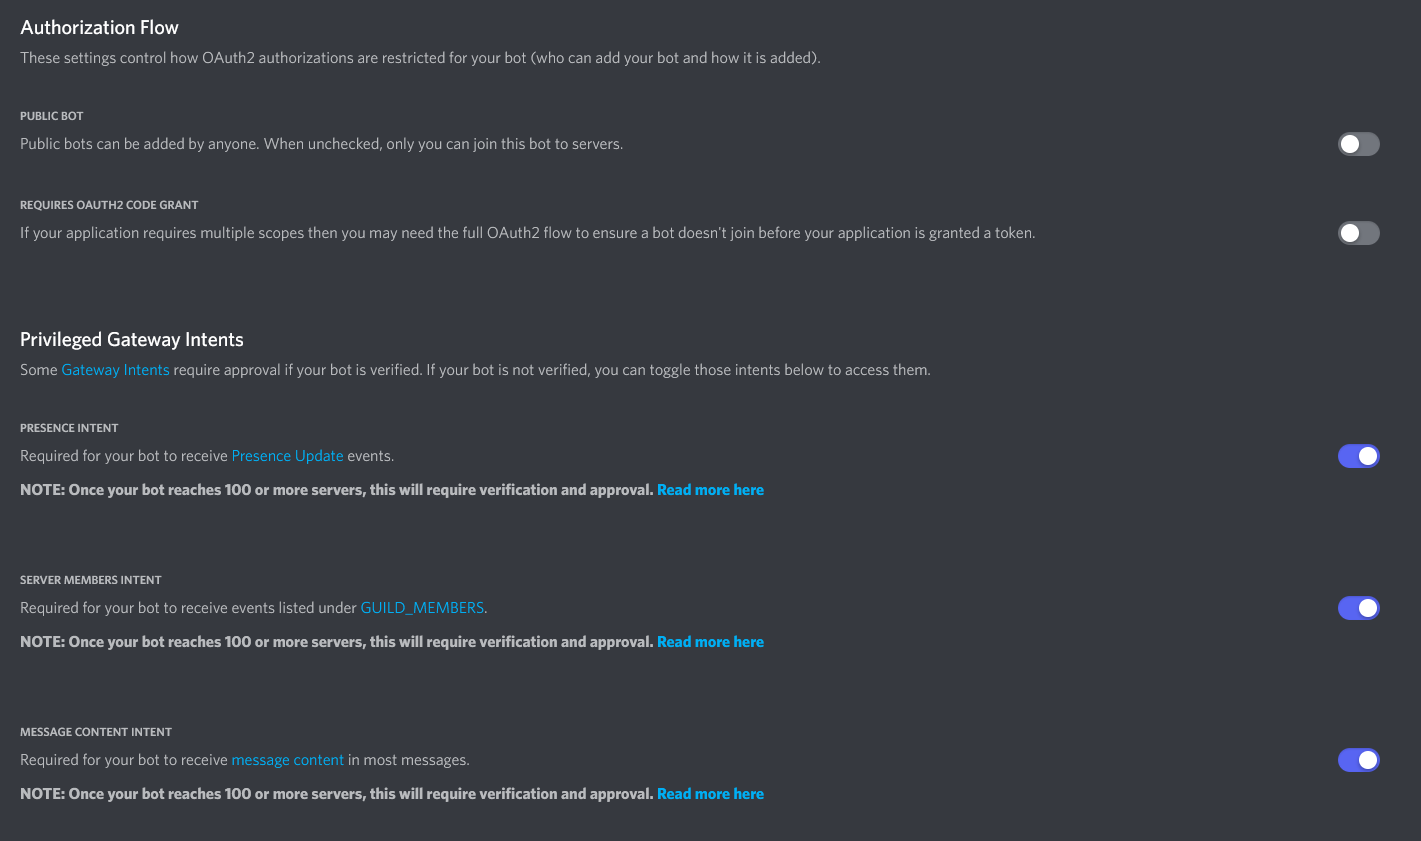 Authorization Flow
These settings control how OAuth2 authorizations are restricted for your bot (who can add your bot and how it is added).
PUBLIC BOT
Public bots can be added by anyone. When unchecked, only you can join this bot to servers.
REQUIRES OAUTH2 CODE GRANT
If your application requires multiple scopes then you may need the full OAuth2 flow to ensure a bot doesn't join before your application is granted a token.
Privileged Gateway Intents
Some Gateway Intents require approval if your bot is verified. If your bot is not verified, you can toggle those intents below to access them.
PRESENCE INTENT
Required for your bot to receive Presence Update events.
NOTE: Once your bot reaches 100 or more servers, this will require verification and approval. Read more here
SERVER MEMBERS INTENT
Required for your bot to receive events listed under GUILD_MEMBERS.
NOTE: Once your bot reaches 100 or more servers, this will require verification and approval. Read more here
MESSAGE CONTENT INTENT
Required for your bot to receive message content in most messages.
NOTE: Once your bot reaches 100 or more servers, this will require verification and approval. Read more here